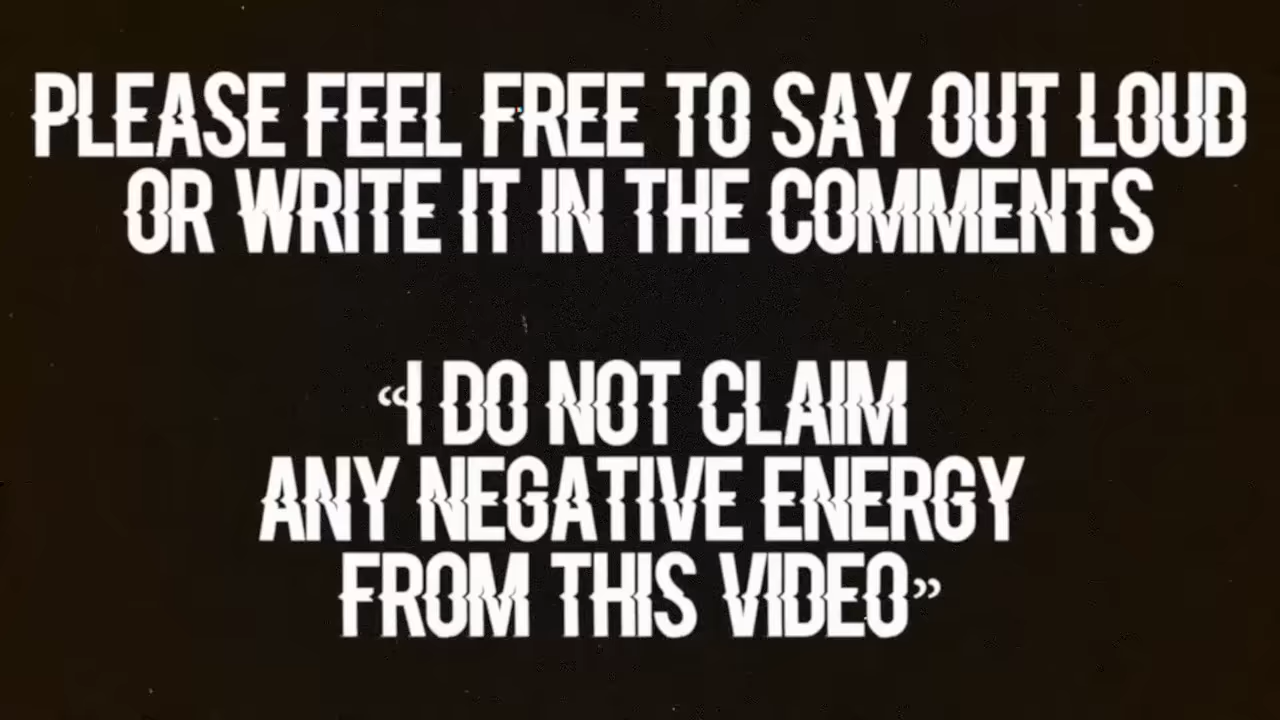 PLEASE FEEL FREE TO SAY OUT LOUD
OR WRITE IT IN THE COMMENTS
“I DO NOT CLAIM
ANY NEGATIVE ENERGY
FROM THIS VIDEO”